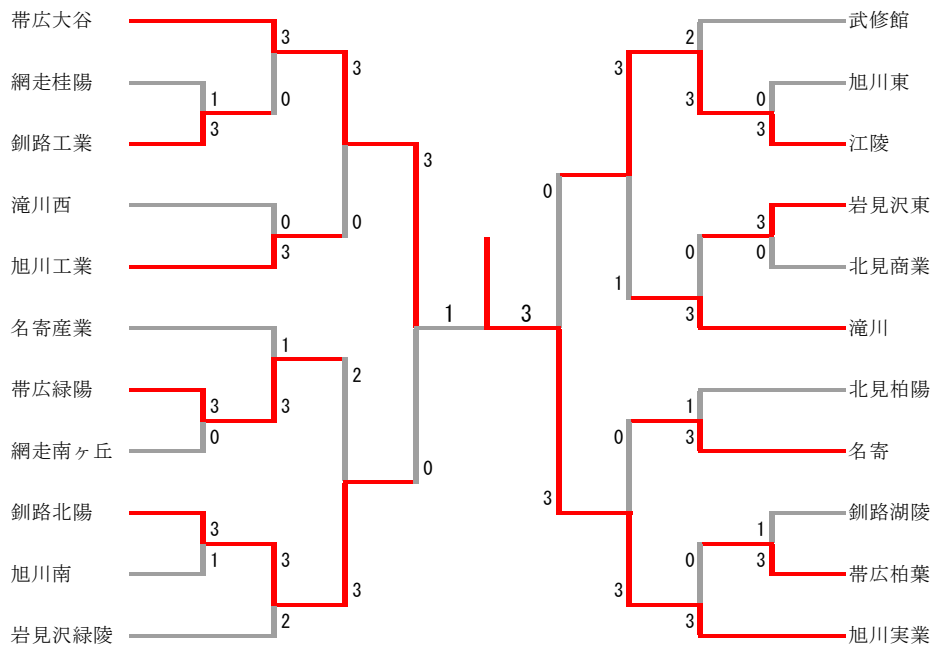 帯広大谷
網走桂陽
釧路工業
滝川西
旭川工業
名寄産業
帯広緑陽
網走南ヶ丘
釧路北陽
旭川南
岩見沢緑陵
3
1
3
0
0
3
1
3
3
0
3
1
3
2
3
0
2
3
3
0
1
3
0
3
3
1
0
3
2
3
0
3
1
3
0
3
0
3
3
0
1
3
武修館
旭川東
江陵
岩見沢東
北見商業
滝川
北見柏陽
名寄
釧路湖陵
帯広柏葉
旭川実業